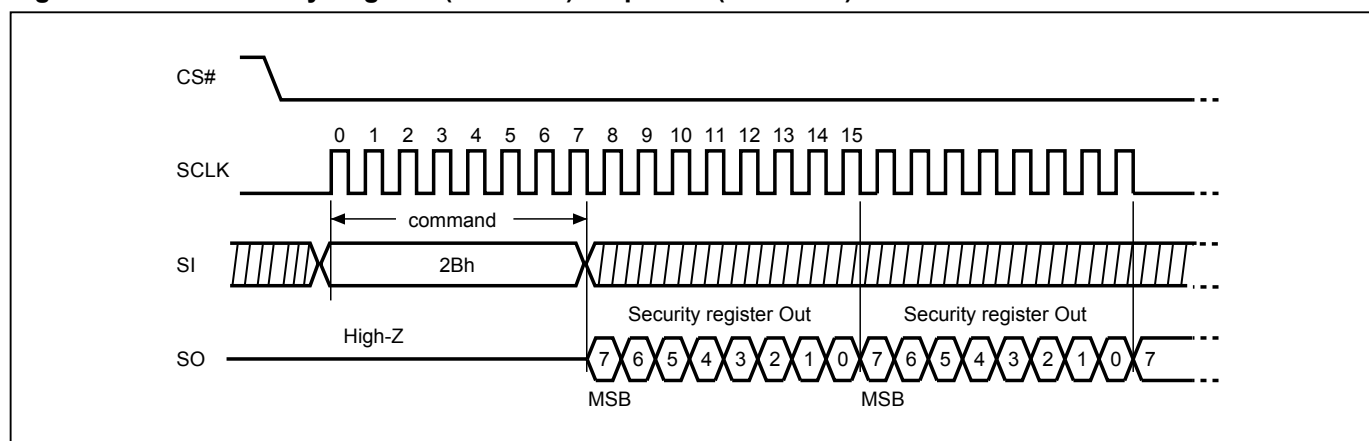 CS#
0 1 2 3 4 5 6 7 8 9 10 11 12 13 14 15
SCLK
command
SI
2Bh
Security register Out Security register Out
High-Z
SO
7 6 5 4 3 2 1 0 7 6 5 4 3 2 1 0 7
MSB MSB